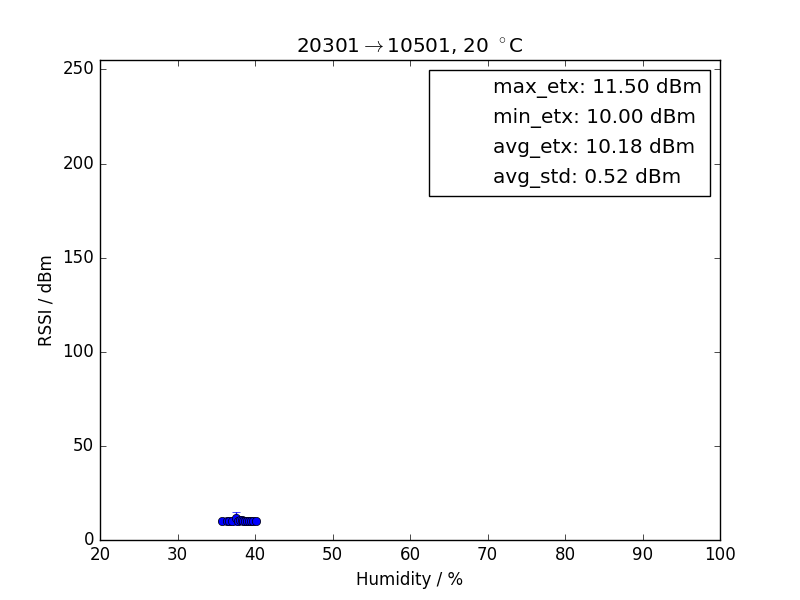 20301→10501, 20 °C
max_etx: 11.50 dBm
min_etx: 10.00 dBm
avg_etx: 10.18 dBm
avg_std: 0.52 dBm
RSSI / dBm
250
200
150
100
50
0
20 30 40 50 60 70 80 90 100
Humidity / %